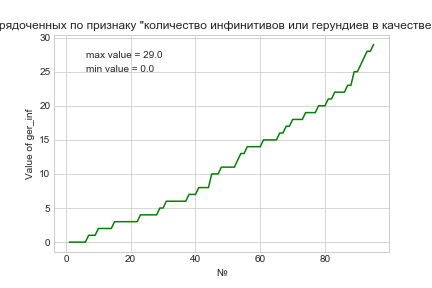 рядоченных по признаку "количество инфинитивов или герундиев в качестве
max value = 29.0
min value = 0.0
Value of ger_inf
30
25
20
15
10
5
0
0 20 40 60 80
№